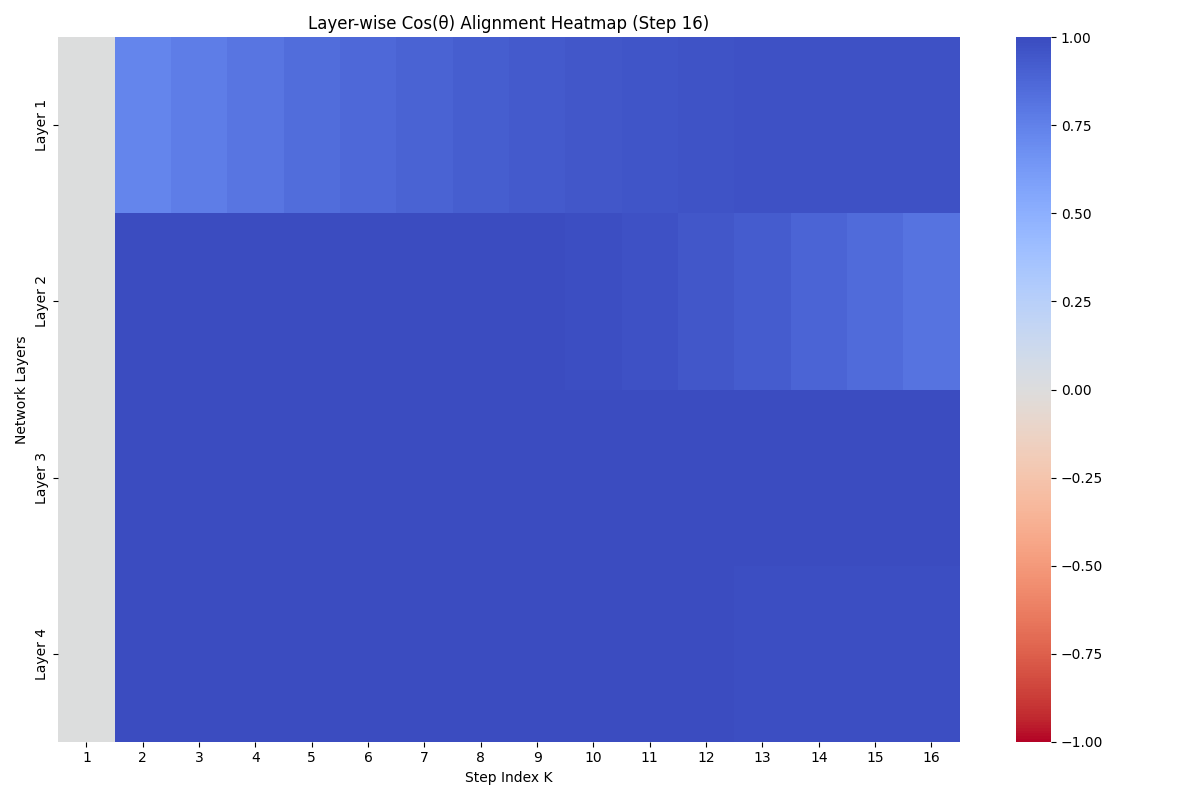 Layer-wise Cos(θ) Alignment Heatmap (Step 16)
Network Layers
Layer 1
Layer 2
Layer 3
Layer 4
1 2 3 4 5 6 7 8 9 10 11 12 13 14 15 16
Step Index K
1.00
0.75
0.50
0.25
0.00
−0.25
−0.50
−0.75
−1.00